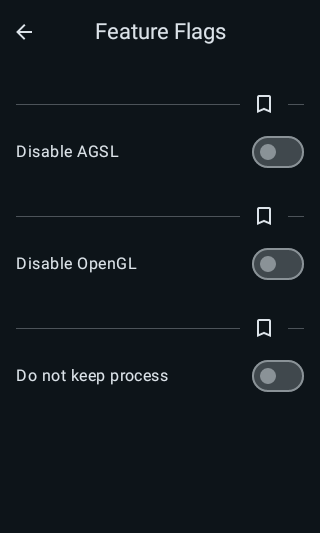 Feature Flags
Disable AGSL
Disable OpenGL
Do not keep process